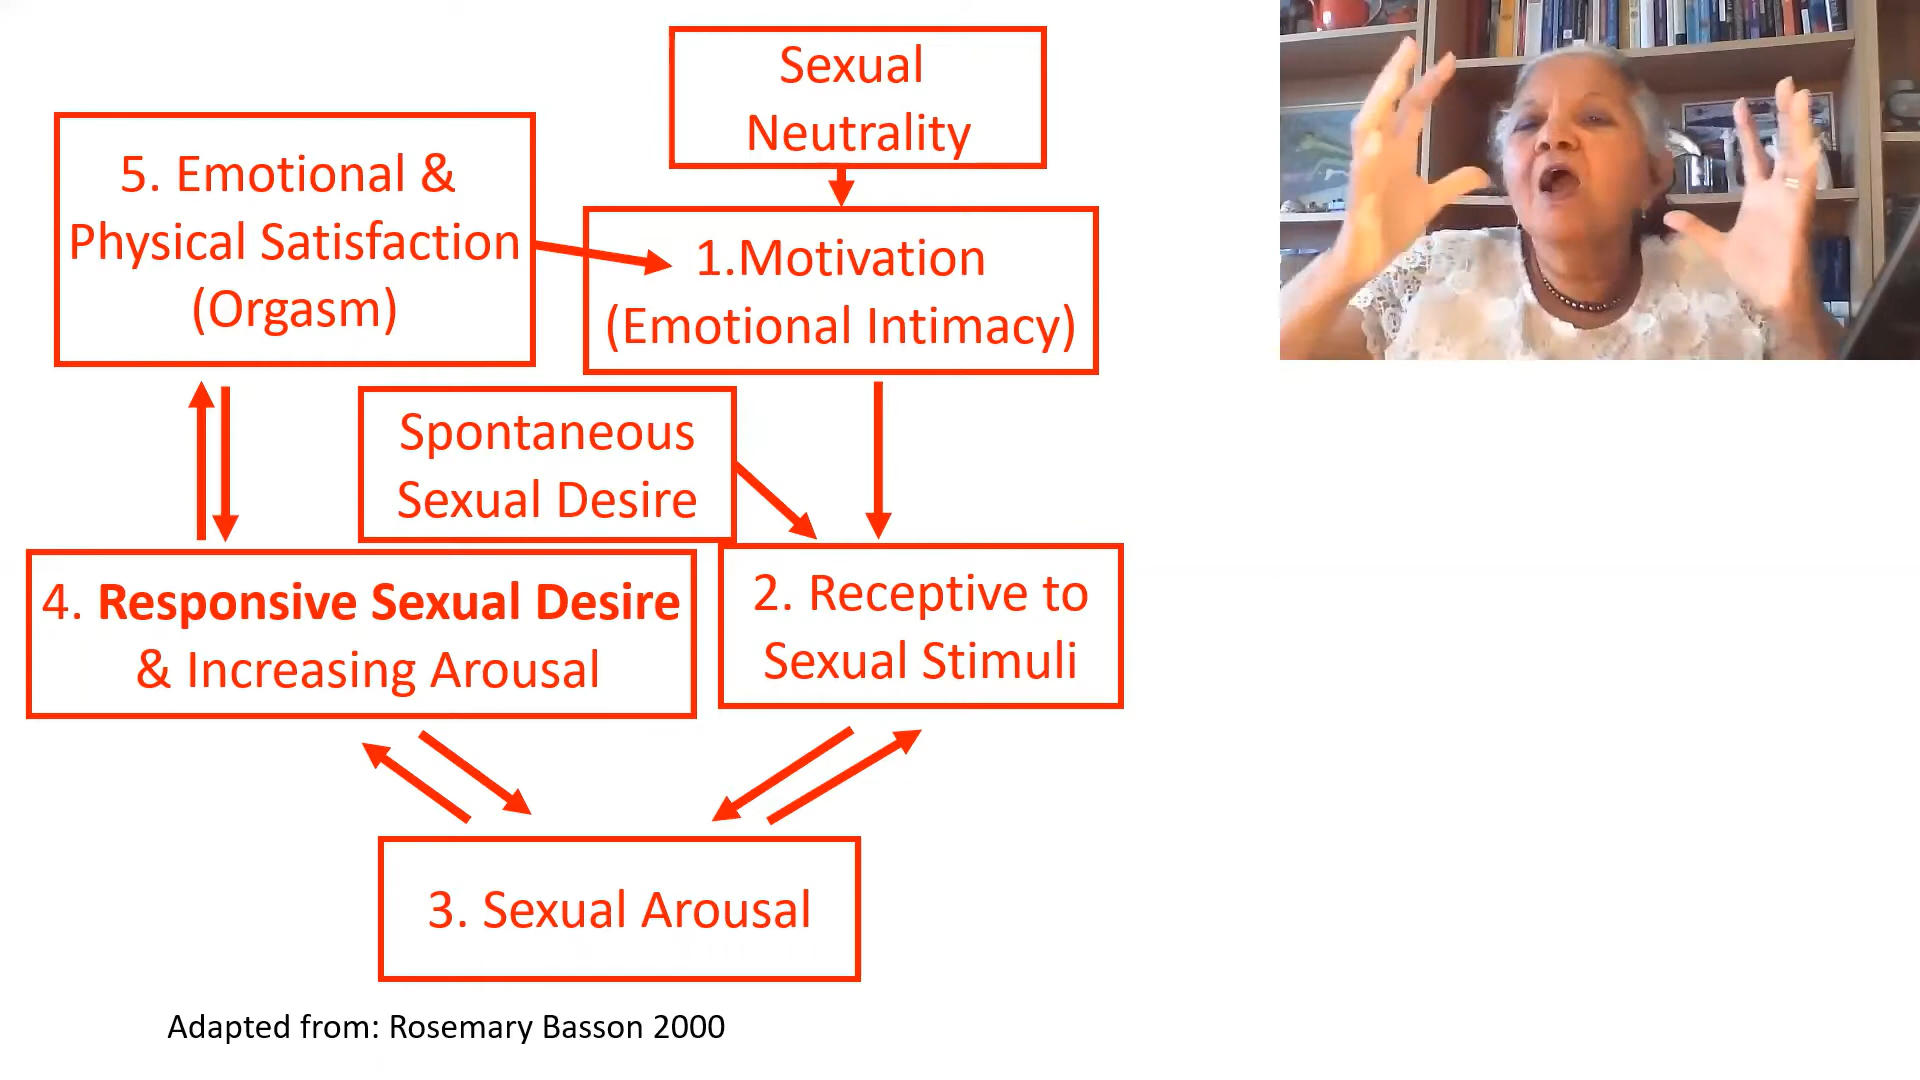 Sexual
Neutrality
5. Emotional &
Physical Satisfaction
(Orgasm)
1.Motivation
(Emotional Intimacy)
Spontaneous
Sexual Desire
4. Responsive Sexual Desire
& Increasing Arousal
2. Receptive to
Sexual Stimuli
3. Sexual Arousal
Adapted from: Rosemary Basson 2000